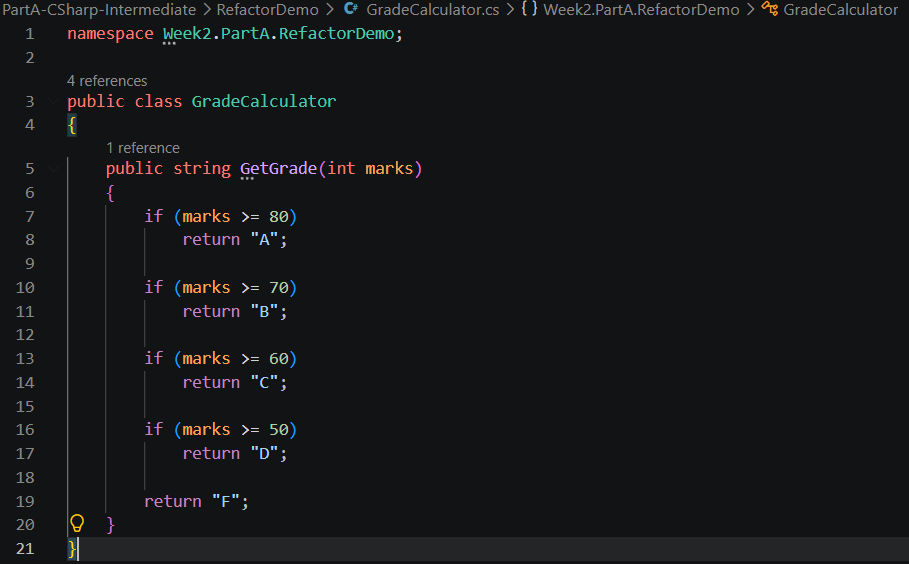 PartA-CSharp-Intermediate > RefactorDemo > C# GradeCalculator.cs > {} Week2.PartA.RefactorDemo > GradeCalculator
1 namespace Week2.PartA.RefactorDemo;
2
4 references
3 public class GradeCalculator
4 {
1 reference
5 public string GetGrade(int marks)
6 {
7 if (marks >= 80)
8 return "A";
9
10 if (marks >= 70)
11 return "B";
12
13 if (marks >= 60)
14 return "C";
15
16 if (marks >= 50)
17 return "D";
18
19 return "F";
20 }
21 }